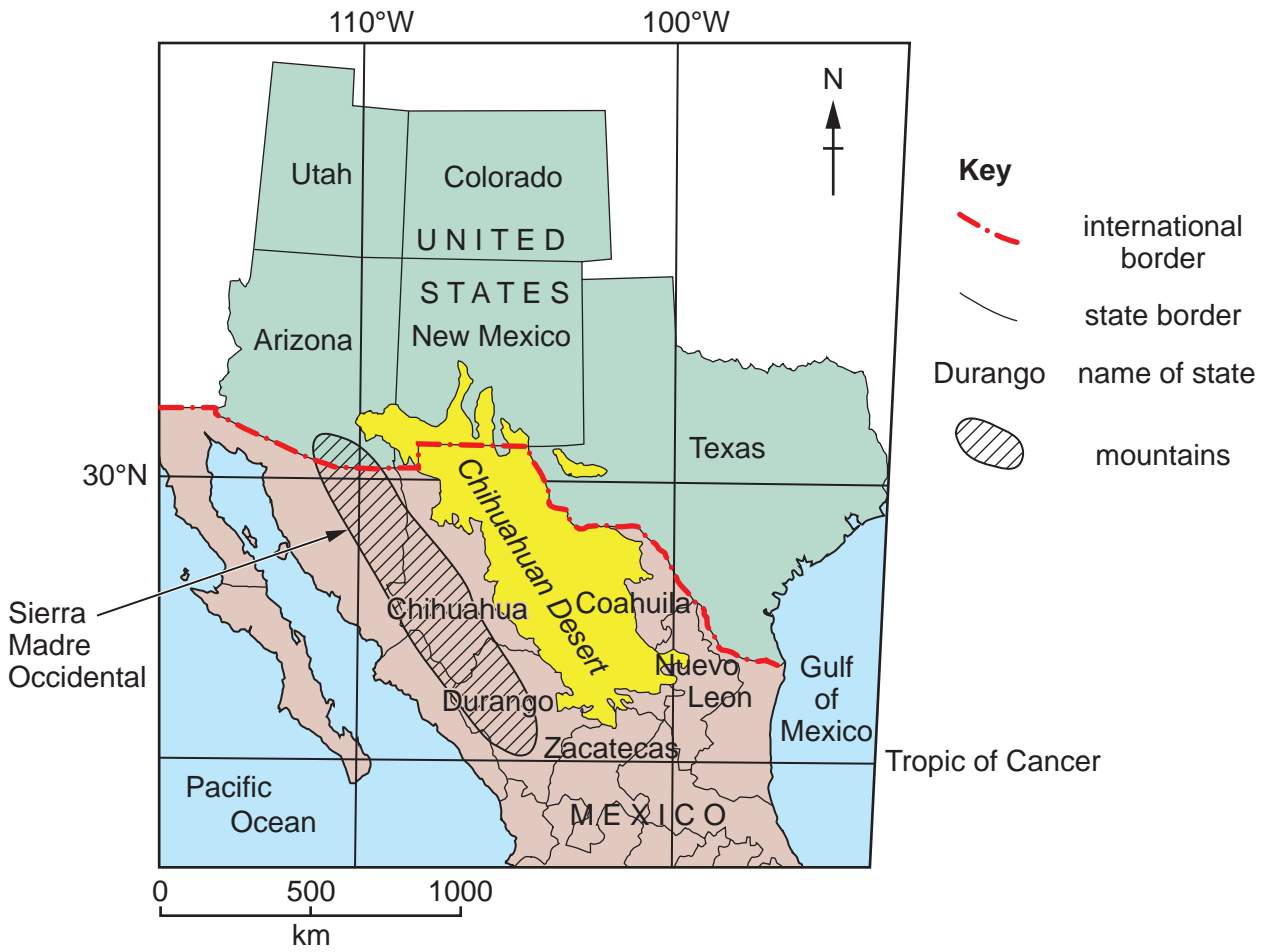 110°W
100°W
N
Utah
Colorado
UNITED
STATES
Arizona
New Mexico
Texas
30°N
Chihuahuan Desert
Sierra
Madre
Occidental
Chihuahua
Coahuila
Nuevo
Leon
Durango
Zacatecas
Gulf
of
Mexico
Tropic of Cancer
Pacific
Ocean
MEXICO
0 500 1000
km
Key
international
border
state border
Durango name of state
mountains